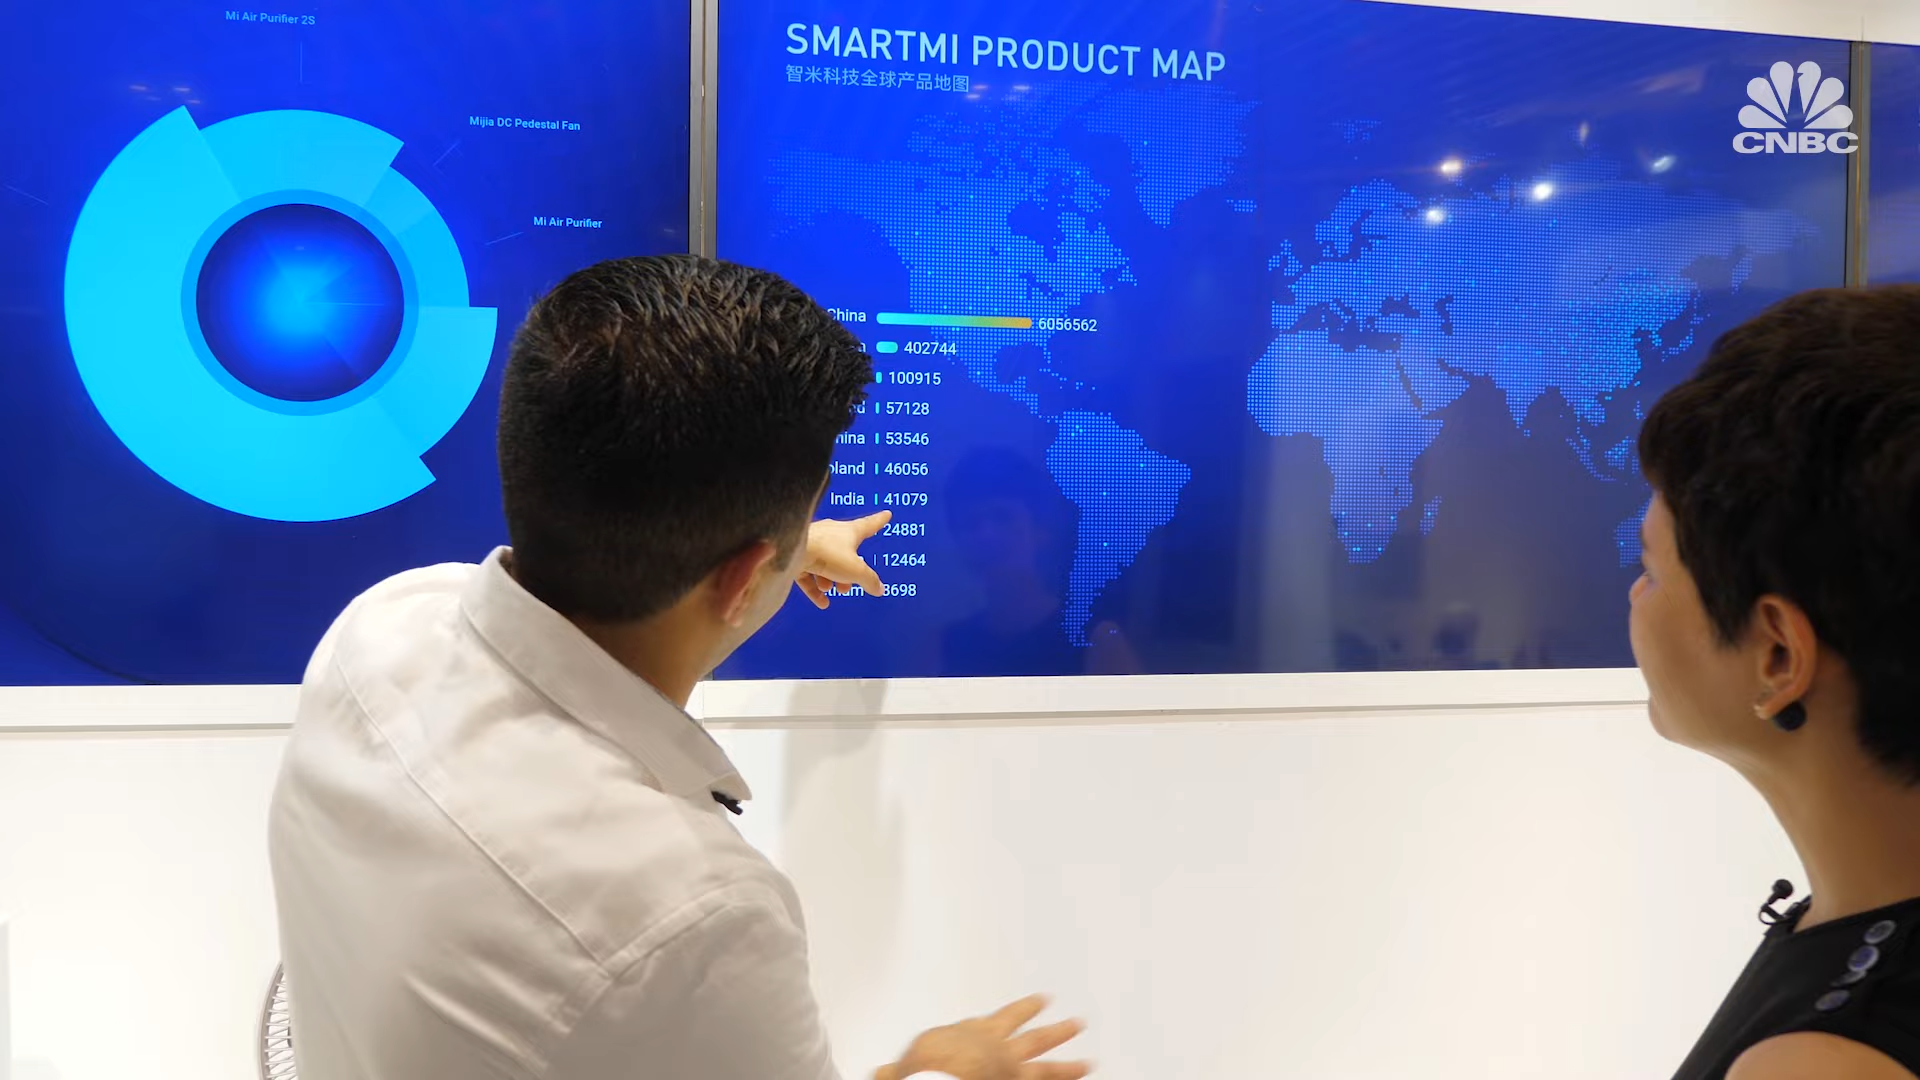 Mi Air Purifier 2S
Mijia DC Pedestal Fan
Mi Air Purifier
SMARTMI PRODUCT MAP
智米科技全球产品地图
China 6056562
402744
100915
57128
53546
46056
India 41079
24881
12464
8698
CNBC